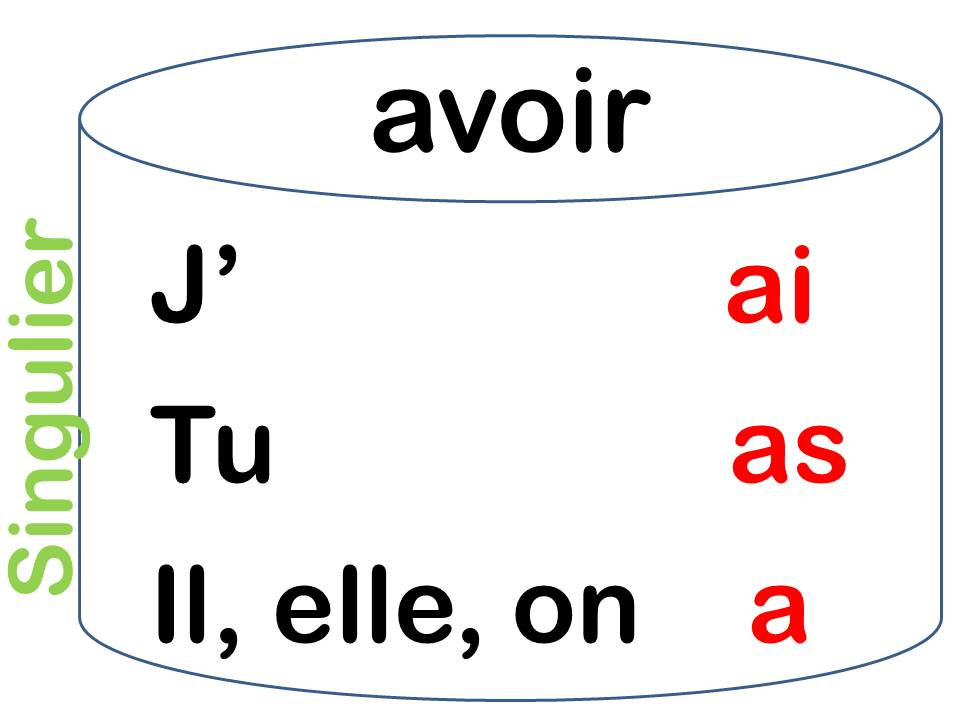 avoir
Singulier
J’ ai
Tu as
Il, elle, on a